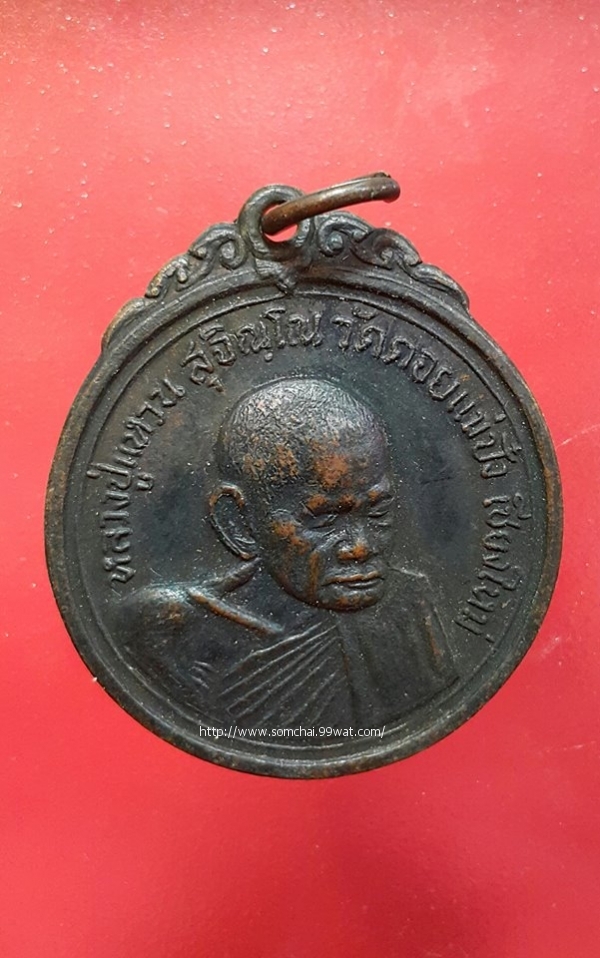 หลวงปู่แหวน สุจิณฺโณ วัดดอยแม่ปั๋ง เชียงใหม่
http://www.somchai.99wat.com/